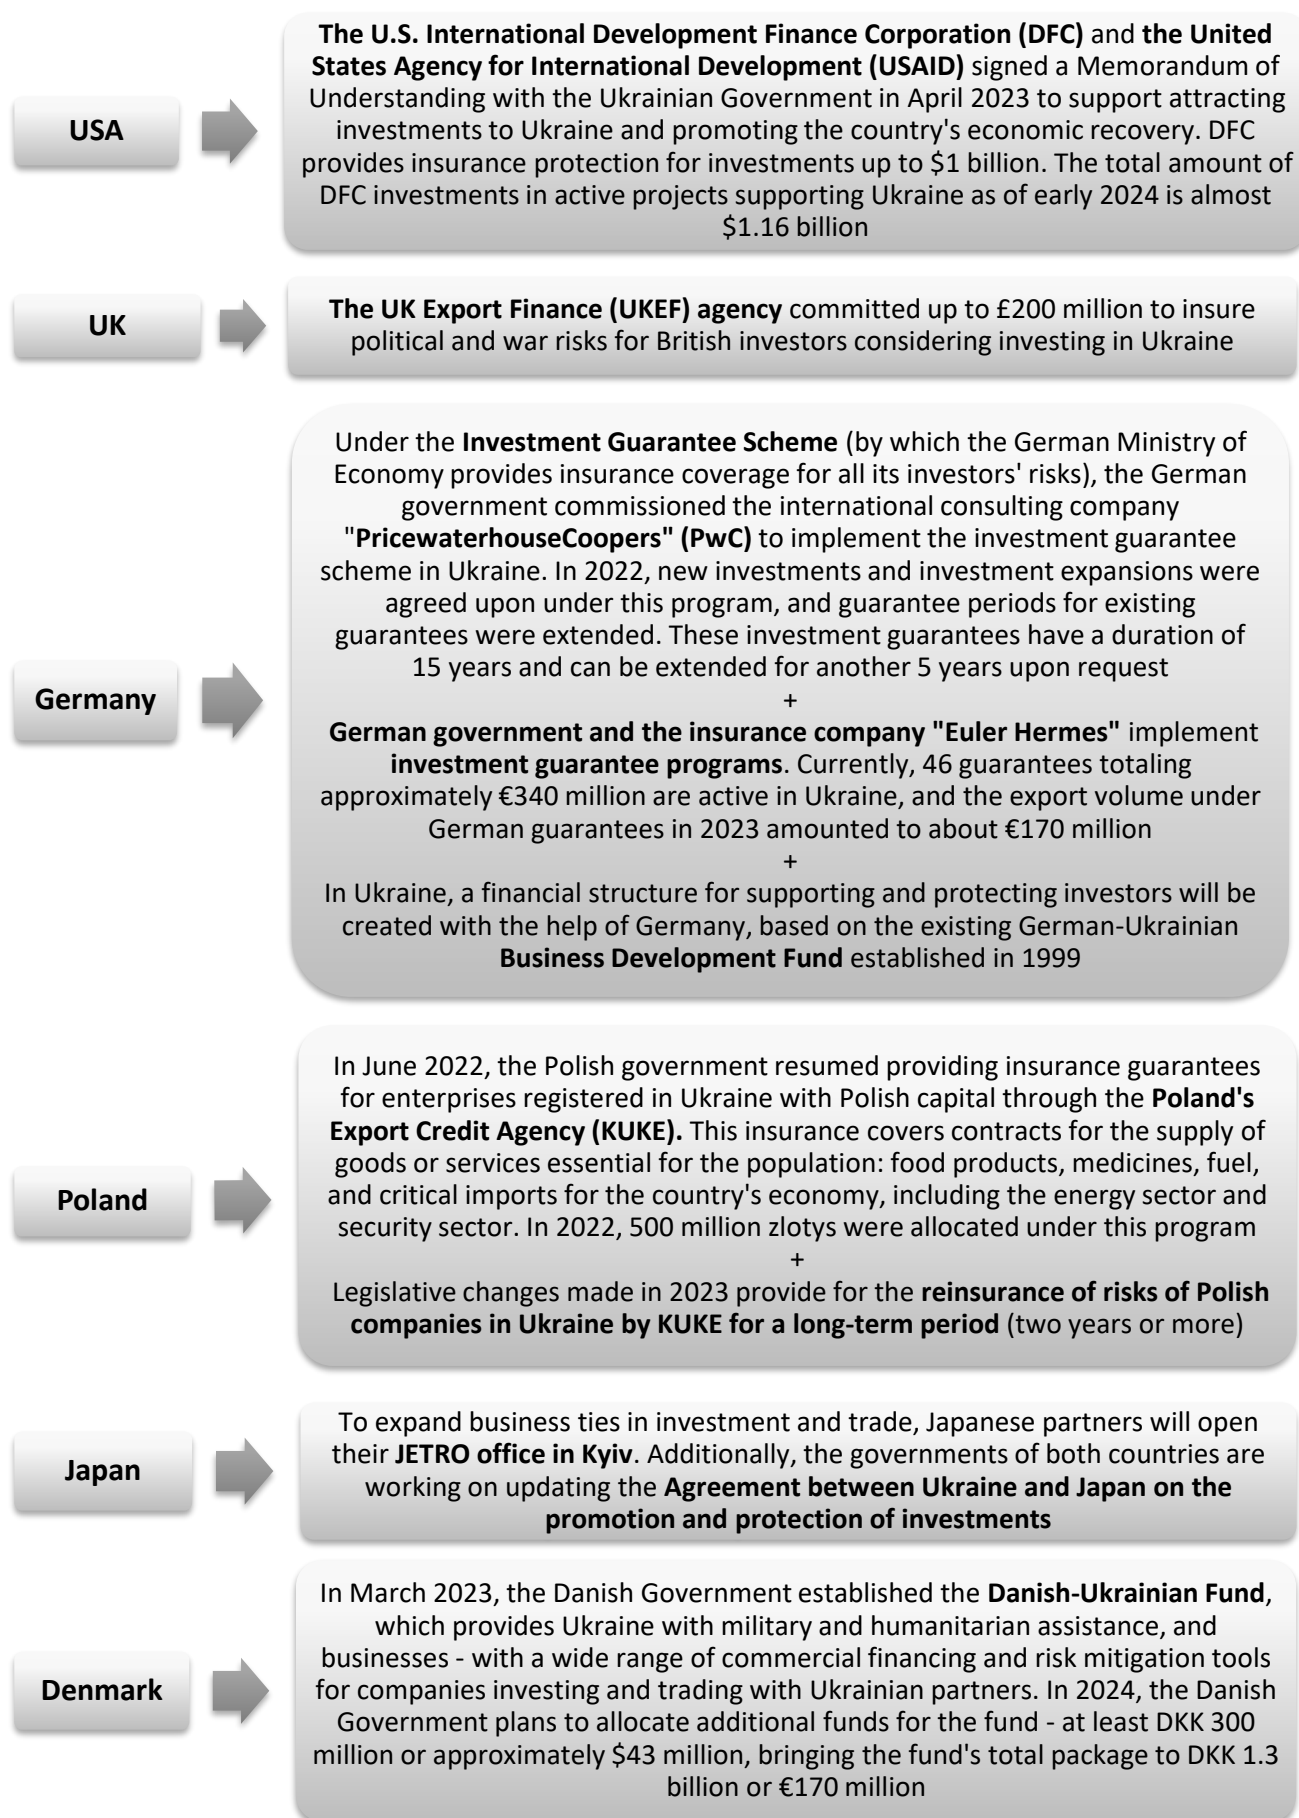 The U.S. International Development Finance Corporation (DFC) and the United
States Agency for International Development (USAID) signed a Memorandum of
Understanding with the Ukrainian Government in April 2023 to support attracting
investments to Ukraine and promoting the country's economic recovery. DFC
provides insurance protection for investments up to $1 billion. The total amount of
DFC investments in active projects supporting Ukraine as of early 2024 is almost
$1.16 billion
USA
The UK Export Finance (UKEF) agency committed up to £200 million to insure
political and war risks for British investors considering investing in Ukraine
UK
Under the Investment Guarantee Scheme (by which the German Ministry of
Economy provides insurance coverage for all its investors' risks), the German
government commissioned the international consulting company
"PricewaterhouseCoopers" (PwC) to implement the investment guarantee
scheme in Ukraine. In 2022, new investments and investment expansions were
agreed upon under this program, and guarantee periods for existing
guarantees were extended. These investment guarantees have a duration of
15 years and can be extended for another 5 years upon request
+
German government and the insurance company "Euler Hermes" implement
investment guarantee programs. Currently, 46 guarantees totaling
approximately €340 million are active in Ukraine, and the export volume under
German guarantees in 2023 amounted to about €170 million
+
In Ukraine, a financial structure for supporting and protecting investors will be
created with the help of Germany, based on the existing German-Ukrainian
Business Development Fund established in 1999
Germany
In June 2022, the Polish government resumed providing insurance guarantees
for enterprises registered in Ukraine with Polish capital through the Poland's
Export Credit Agency (KUKE). This insurance covers contracts for the supply of
goods or services essential for the population: food products, medicines, fuel,
and critical imports for the country's economy, including the energy sector and
security sector. In 2022, 500 million zlotys were allocated under this program
+
Legislative changes made in 2023 provide for the reinsurance of risks of Polish
companies in Ukraine by KUKE for a long-term period (two years or more)
Poland
To expand business ties in investment and trade, Japanese partners will open
their JETRO office in Kyiv. Additionally, the governments of both countries are
working on updating the Agreement between Ukraine and Japan on the
promotion and protection of investments
Japan
In March 2023, the Danish Government established the Danish-Ukrainian Fund,
which provides Ukraine with military and humanitarian assistance, and
businesses - with a wide range of commercial financing and risk mitigation tools
for companies investing and trading with Ukrainian partners. In 2024, the Danish
Government plans to allocate additional funds for the fund - at least DKK 300
million or approximately $43 million, bringing the fund's total package to DKK 1.3
billion or €170 million
Denmark